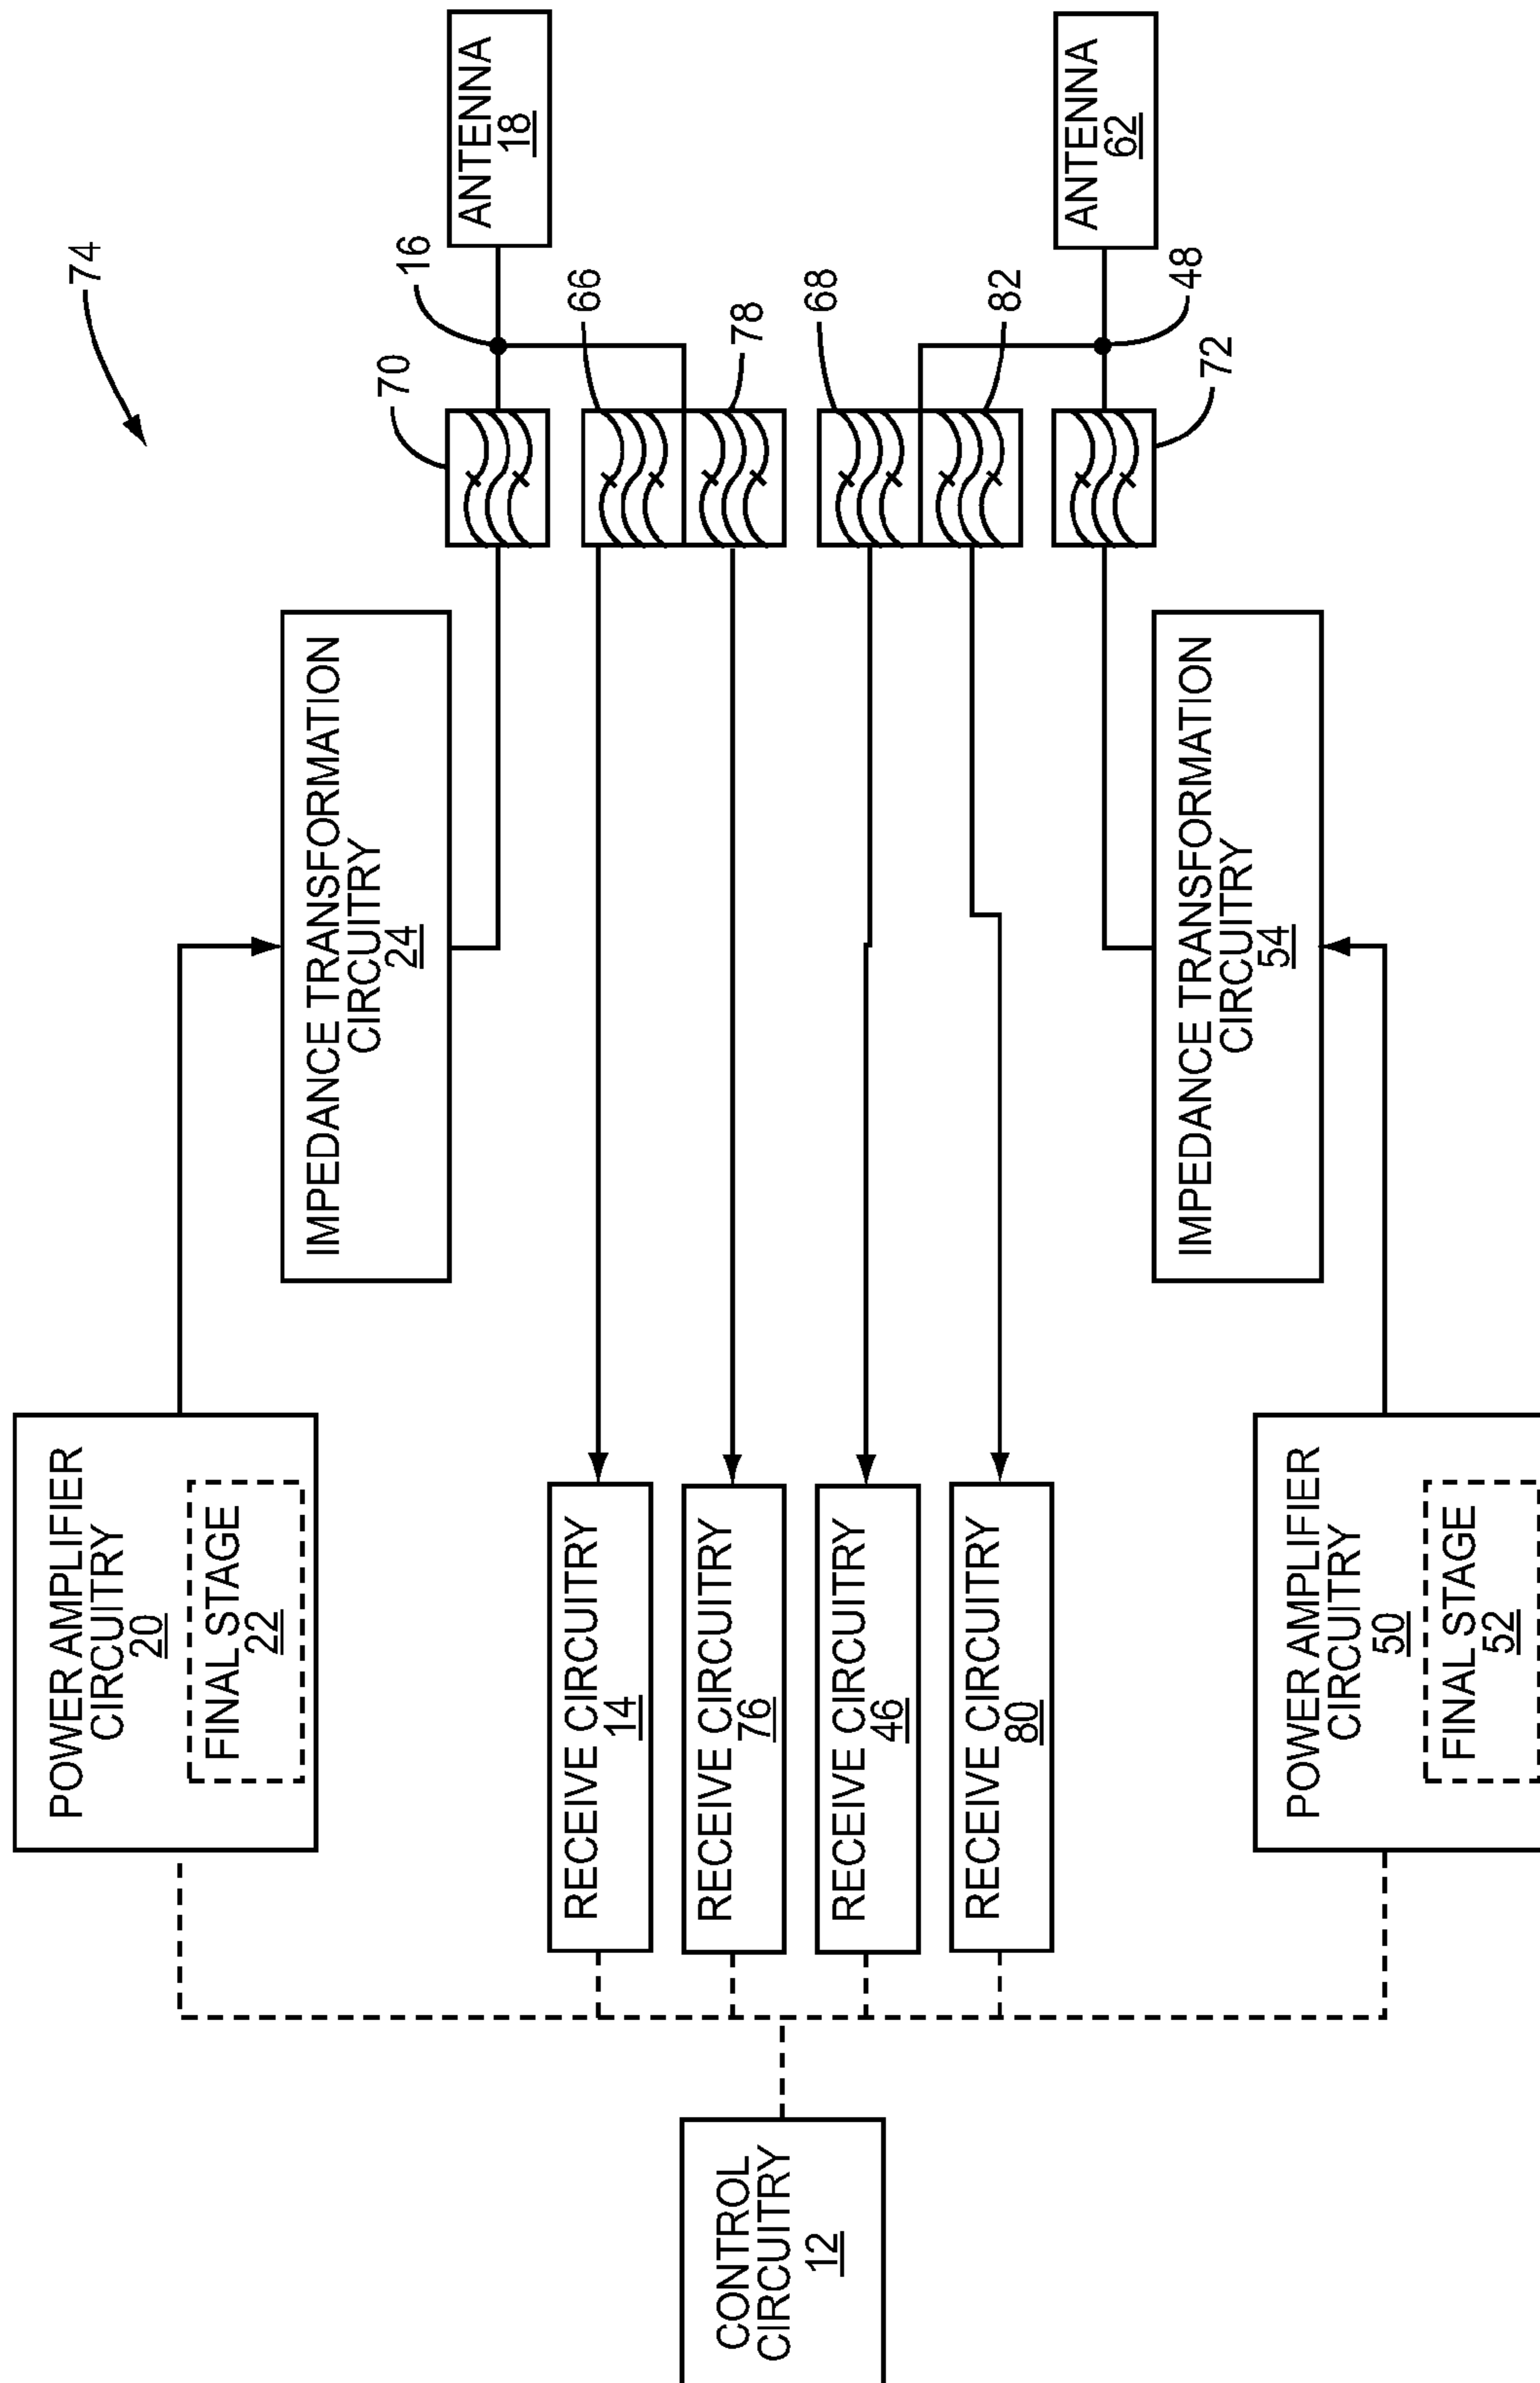 74
POWER AMPLIFIER
CIRCUITRY
20
FINAL STAGE
22
IMPEDANCE TRANSFORMATION
CIRCUITRY
24
70
16
ANTENNA
18
66
78
RECEIVE CIRCUITRY
14
RECEIVE CIRCUITRY
76
CONTROL
CIRCUITRY
12
RECEIVE CIRCUITRY
46
RECEIVE CIRCUITRY
80
68
82
ANTENNA
62
48
72
IMPEDANCE TRANSFORMATION
CIRCUITRY
54
POWER AMPLIFIER
CIRCUITRY
50
FINAL STAGE
52